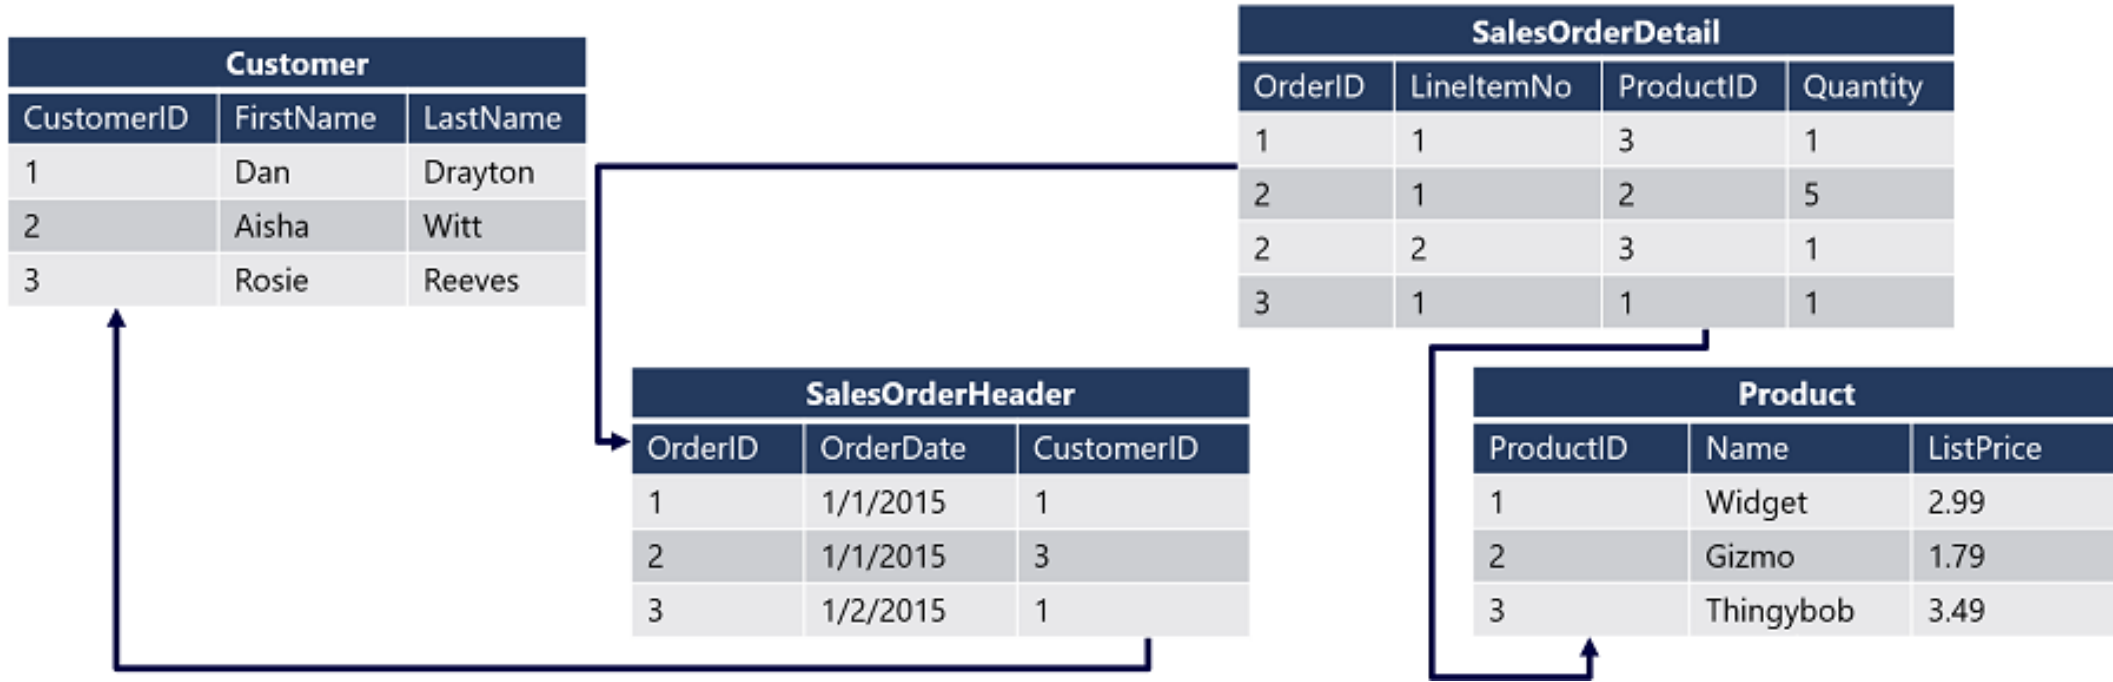 Customer
CustomerID FirstName LastName
1 Dan Drayton
2 Aisha Witt
3 Rosie Reeves
SalesOrderDetail
OrderID LineItemNo ProductID Quantity
1 1 3 1
2 1 2 5
2 2 3 1
3 1 1 1
SalesOrderHeader
OrderID OrderDate CustomerID
1 1/1/2015 1
2 1/1/2015 3
3 1/2/2015 1
Product
ProductID Name ListPrice
1 Widget 2.99
2 Gizmo 1.79
3 Thingybob 3.49